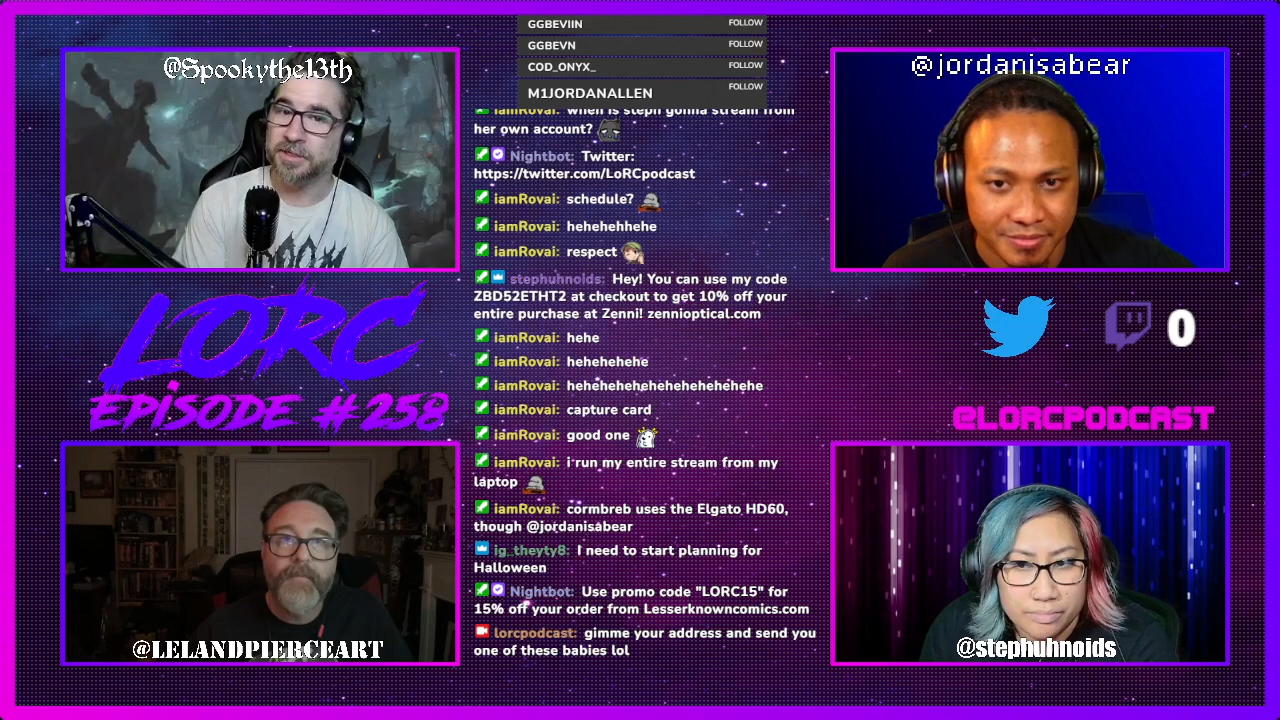 GGBEVIIN FOLLOW
GGBEVN FOLLOW
COD_ONYX_ FOLLOW
M1JORDANALLEN FOLLOW
@Spookythe13th
@jordanisabear
iamRovai: when is steph gonna stream from
her own account?
Nightbot: Twitter:
https://twitter.com/LoRCpodcast
iamRovai: schedule?
iamRovai: hehehehhehe
iamRovai: respect
stephuhnoids: Hey! You can use my code
ZBD52ETHT2 at checkout to get 10% off your
entire purchase at Zenni! zennioptical.com
iamRovai: hehe
iamRovai: hehehehehe
iamRovai: hehehehehehehehehehehe
iamRovai: capture card
iamRovai: good one
iamRovai: i run my entire stream from my
laptop
iamRovai: cormbreb uses the Elgato HD60,
though @jordanisabear
ig_theyty8: I need to start planning for
Halloween
Nightbot: Use promo code "LORC15" for
15% off your order from Lesserknowncomics.com
lorcpodcast: gimme your address and send you
one of these babies lol
LORC
EPISODE #258
0
@LORCPODCAST
@LELANDPIERCEART
@stephuhnoids